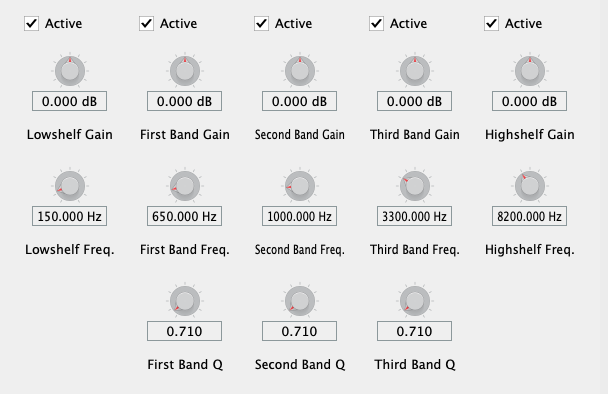 Active Active Active Active Active
0.000 dB 0.000 dB 0.000 dB 0.000 dB 0.000 dB
Lowshelf Gain First Band Gain Second Band Gain Third Band Gain Highshelf Gain
150.000 Hz 650.000 Hz 1000.000 Hz 3300.000 Hz 8200.000 Hz
Lowshelf Freq. First Band Freq. Second Band Freq. Third Band Freq. Highshelf Freq.
0.710 0.710 0.710
First Band Q Second Band Q Third Band Q